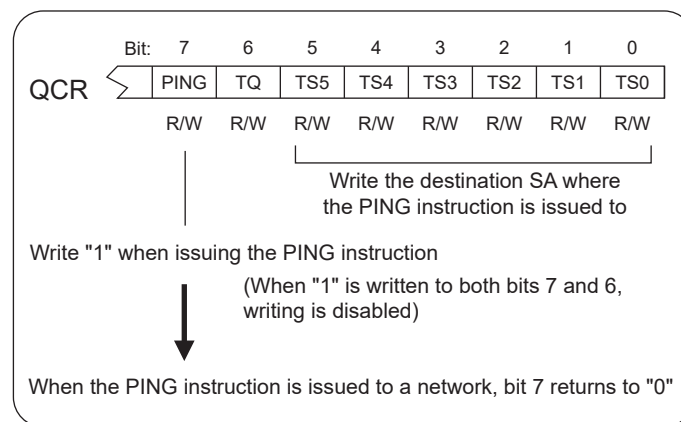 Bit: 7 6 5 4 3 2 1 0
QCR PING TQ TS5 TS4 TS3 TS2 TS1 TS0
R/W R/W R/W R/W R/W R/W R/W R/W
Write the destination SA where
the PING instruction is issued to
Write "1" when issuing the PING instruction
(When "1" is written to both bits 7 and 6,
writing is disabled)
When the PING instruction is issued to a network, bit 7 returns to "0"